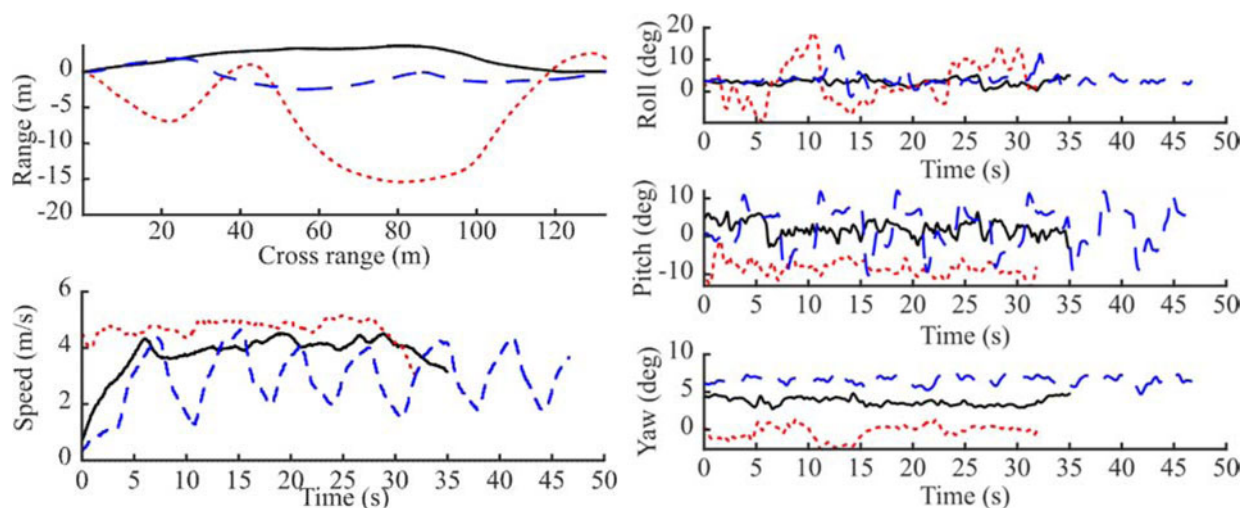 Range (m)
0
-5
-10
-15
-20
20 40 60 80 100 120
Cross range (m)
Speed (m/s)
6
4
2
0
0 5 10 15 20 25 30 35 40 45 50
Time (s)
Roll (deg)
20
10
0
0 5 10 15 20 25 30 35 40 45 50
Time (s)
Pitch (deg)
10
0
-10
0 5 10 15 20 25 30 35 40 45 50
Time (s)
Yaw (deg)
10
5
0
0 5 10 15 20 25 30 35 40 45 50
Time (s)